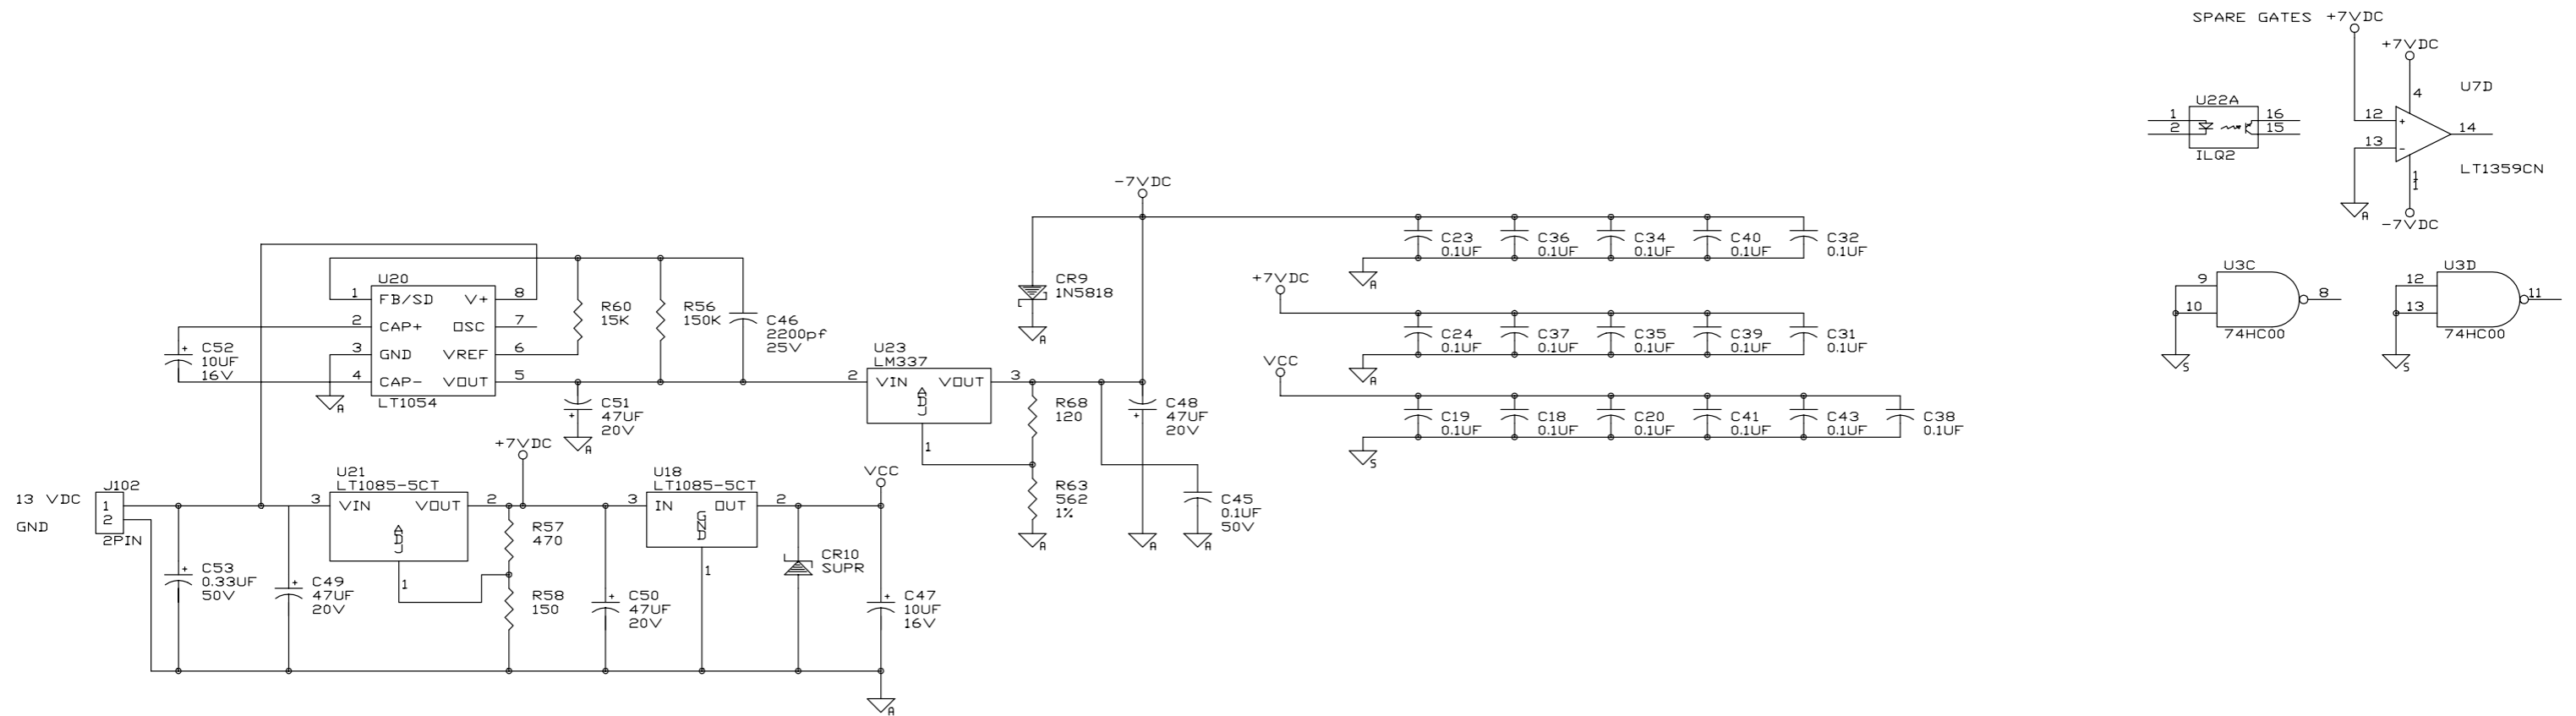 SPARE GATES
+7VDC
+7VDC
4
U7D
12
+
13
-
14
LT1359CN
11
-7VDC
A
U22A
1
2
16
15
ILQ2
U3C
9
10
8
74HC00
S
U3D
12
13
11
74HC00
S
-7VDC
CR9
1N5818
A
C23
0.1UF
C36
0.1UF
C34
0.1UF
C40
0.1UF
C32
0.1UF
A
+7VDC
C24
0.1UF
C37
0.1UF
C35
0.1UF
C39
0.1UF
C31
0.1UF
A
VCC
C19
0.1UF
C18
0.1UF
C20
0.1UF
C41
0.1UF
C43
0.1UF
C38
0.1UF
S
U20
1
FB/SD
V+
8
2
CAP+
OSC
7
3
GND
VREF
6
4
CAP-
VOUT
5
LT1054
A
C52
10UF
16V
+
R60
15K
R56
150K
C46
2200pf
25V
C51
47UF
20V
+
A
U23
LM337
2
VIN
VOUT
3
ADJ
1
R68
120
R63
562
1%
A
C48
47UF
20V
+
A
C45
0.1UF
50V
A
13 VDC
GND
J102
1
2
2PIN
C53
0.33UF
50V
+
C49
47UF
20V
+
U21
LT1085-5CT
3
VIN
VOUT
2
ADJ
1
+7VDC
R57
470
R58
150
C50
47UF
20V
+
U18
LT1085-5CT
3
IN
OUT
2
GND
1
CR10
SUPR
VCC
C47
10UF
16V
+
A